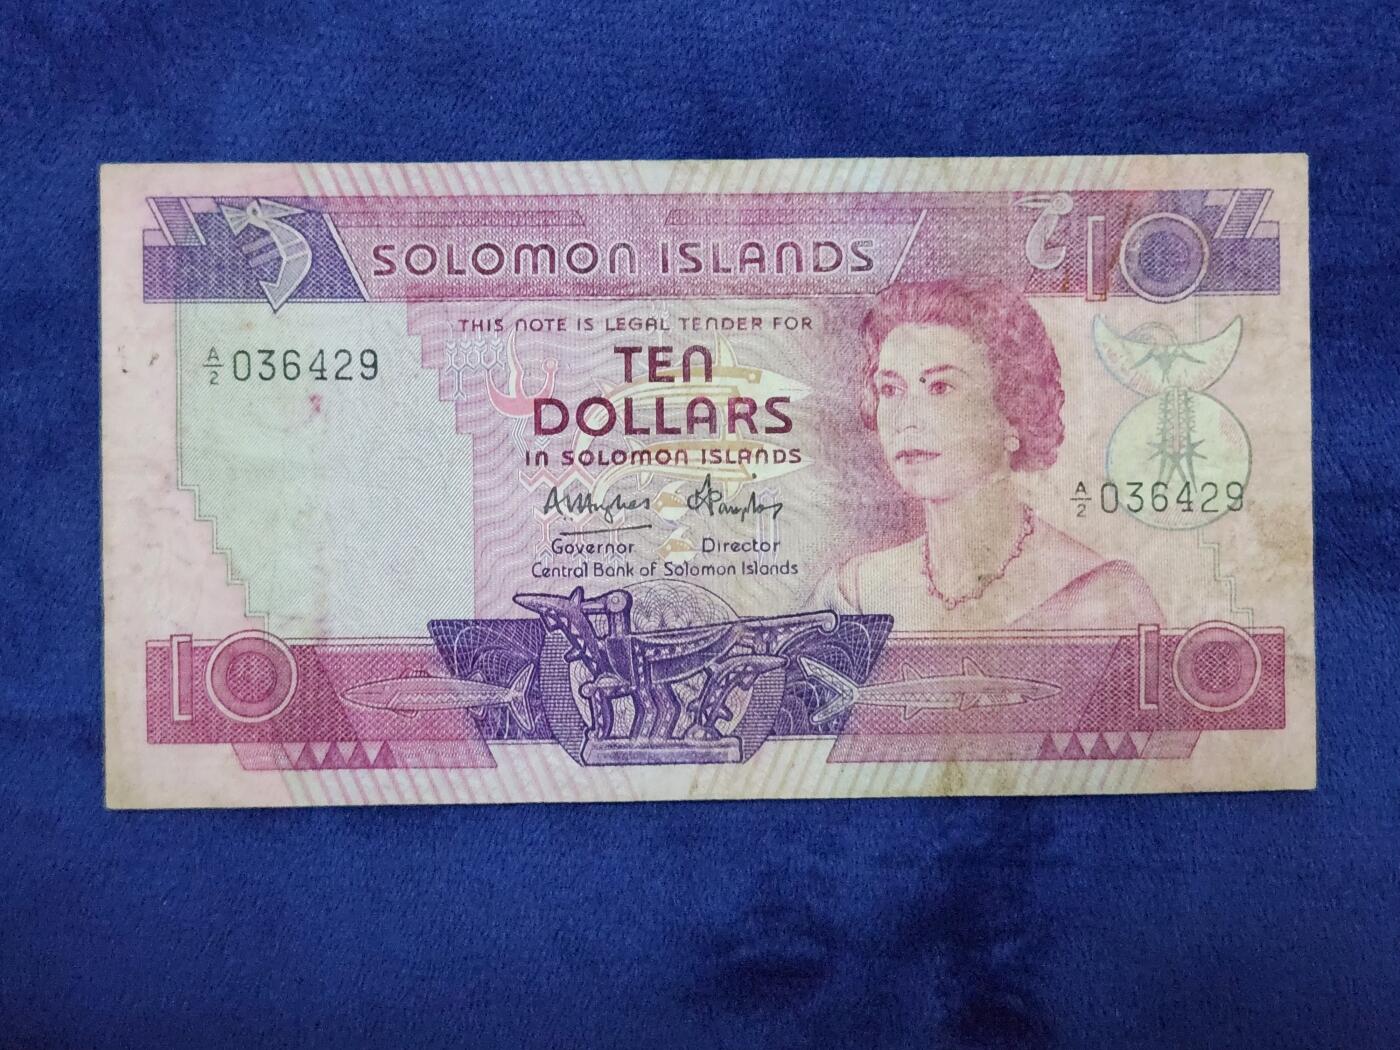 SOLOMON ISLANDS
10
THIS NOTE IS LEGAL TENDER FOR
A/2 036429
TEN
DOLLARS
IN SOLOMON ISLANDS
A/2 036429
Governor Director
Central Bank of Solomon Islands
10
10